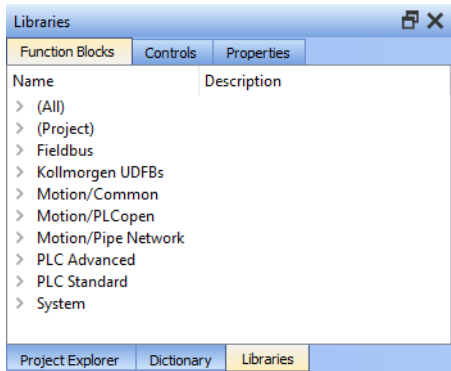 Libraries
Function Blocks Controls Properties
Name Description
(All)
(Project)
Fieldbus
Kollmorgen UDFBs
Motion/Common
Motion/PLCopen
Motion/Pipe Network
PLC Advanced
PLC Standard
System
Project Explorer Dictionary Libraries